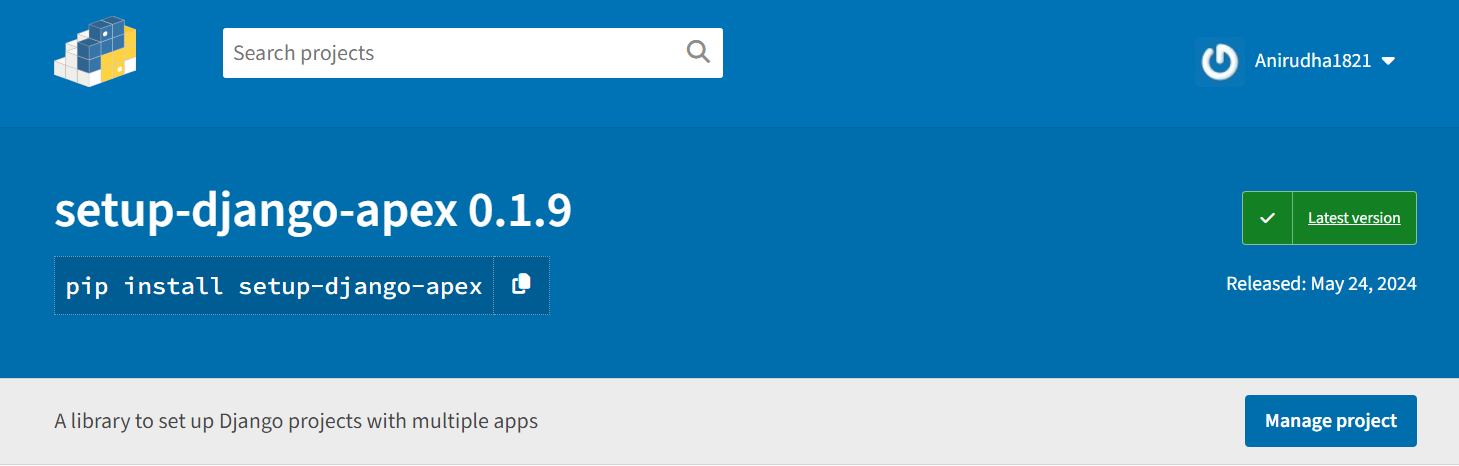 Search projects
Anirudha1821
setup-django-apex 0.1.9
Latest version
pip install setup-django-apex
Released: May 24, 2024
A library to set up Django projects with multiple apps
Manage project